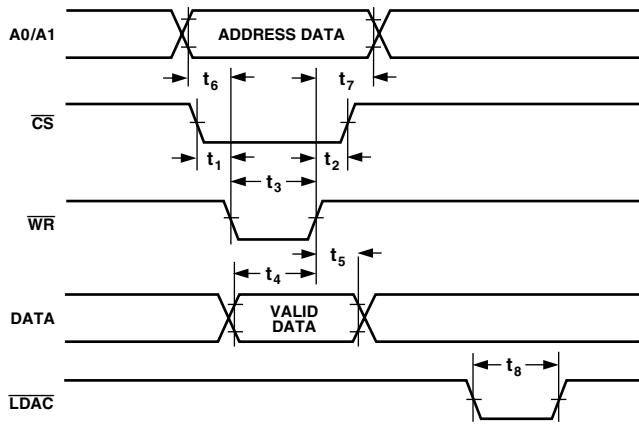 A0/A1
ADDRESS DATA
t6
t7
CS
t1
t2
t3
WR
t5
t4
DATA
VALID
DATA
t8
LDAC